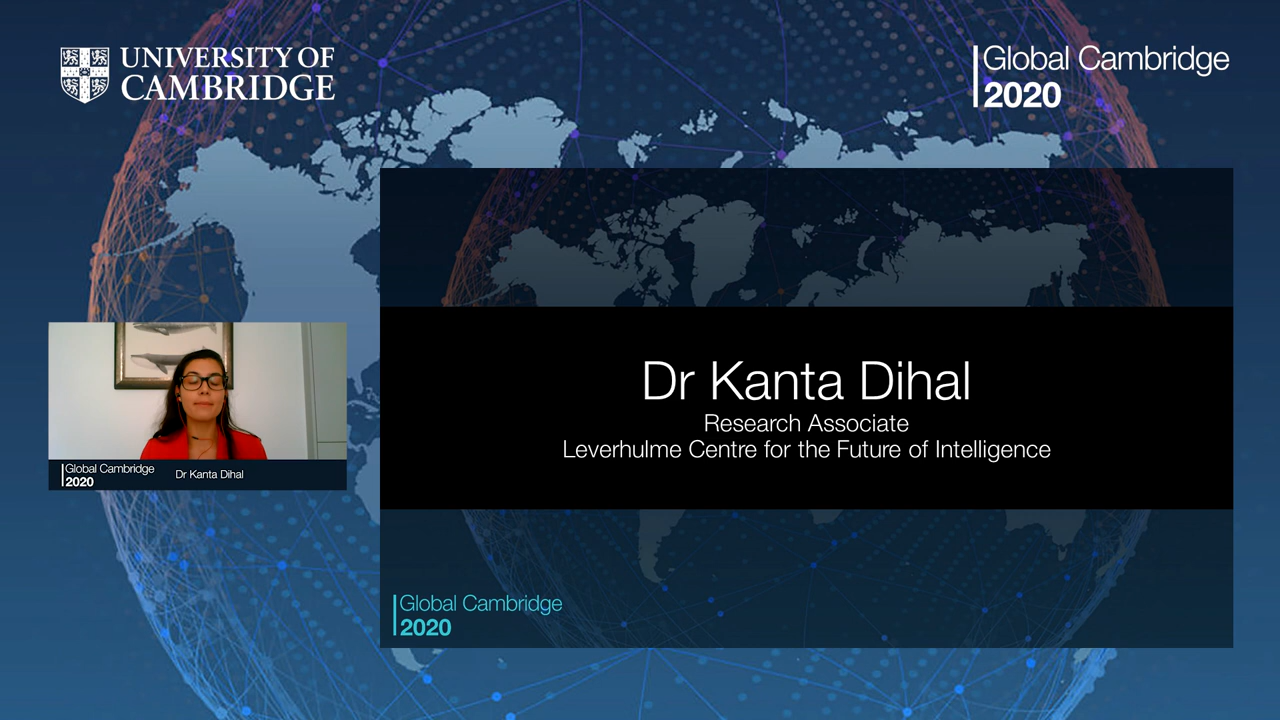 UNIVERSITY OF
CAMBRIDGE
Global Cambridge
2020
Dr Kanta Dihal
Research Associate
Leverhulme Centre for the Future of Intelligence
Global Cambridge
2020
Dr Kanta Dihal
Global Cambridge
2020